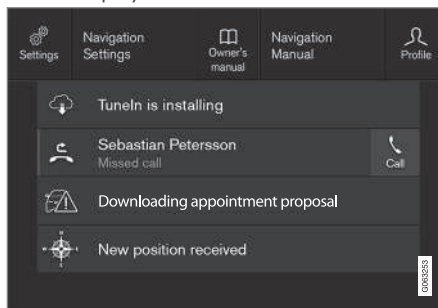 Settings
Navigation
Settings
Owner's
manual
Navigation
Manual
Profile
TuneIn is installing
Sebastian Petersson
Missed call
Call
Downloading appointment proposal
New position received
G063253